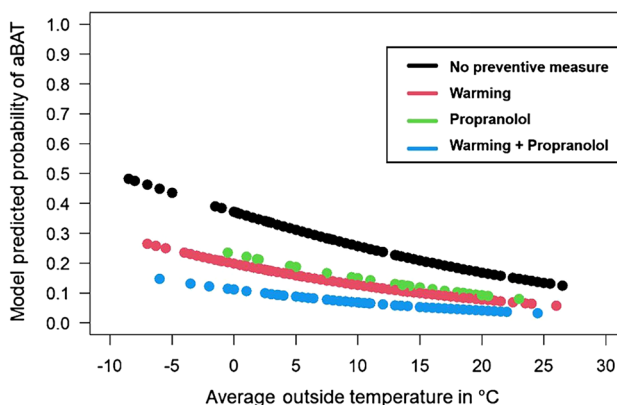 Model predicted probability of aBAT
1.0
0.9
0.8
0.7
0.6
0.5
0.4
0.3
0.2
0.1
0.0
No preventive measure
Warming
Propranolol
Warming + Propranolol
-10 -5 0 5 10 15 20 25 30
Average outside temperature in °C